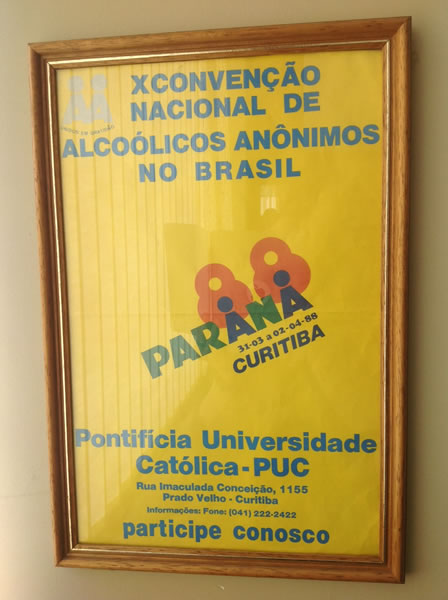 X CONVENÇÃO
NACIONAL DE
ALCOÓLICOS ANÔNIMOS
NO BRASIL
88
PARANÁ
31-03 a 02-04-88
CURITIBA
Pontifícia Universidade
Católica - PUC
Rua Imaculada Conceição, 1155
Prado Velho - Curitiba
Informações: Fone: (041) 222-2422
participe conosco